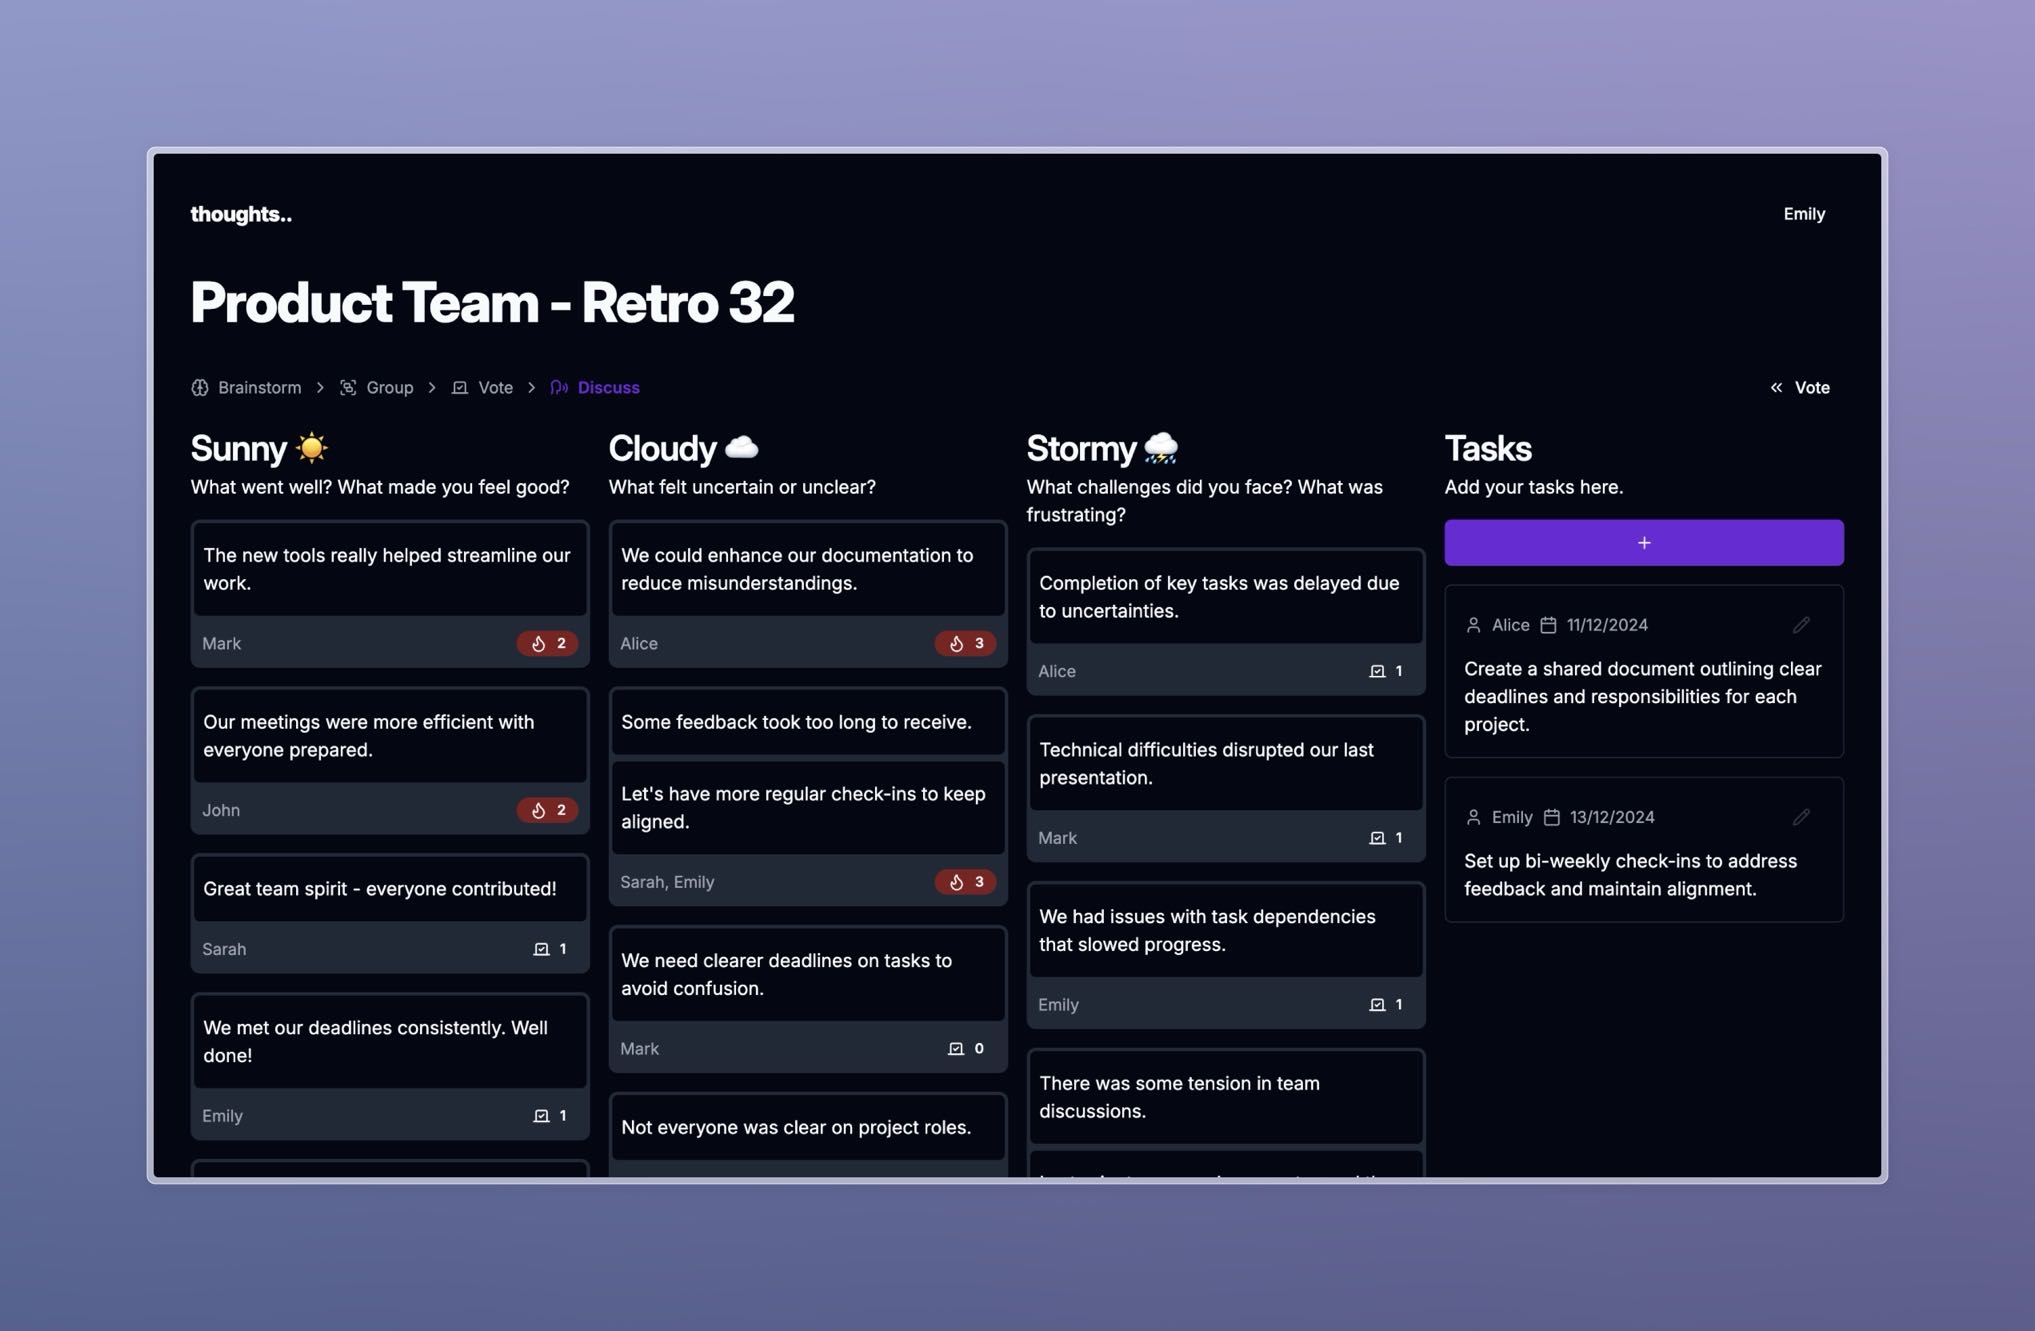 thoughts..
Emily
Product Team - Retro 32
Brainstorm > Group > Vote > Discuss
« Vote
Sunny ☀️
What went well? What made you feel good?
The new tools really helped streamline our
work.
Mark 2
Our meetings were more efficient with
everyone prepared.
John 2
Great team spirit - everyone contributed!
Sarah 1
We met our deadlines consistently. Well
done!
Emily 1
Cloudy ☁️
What felt uncertain or unclear?
We could enhance our documentation to
reduce misunderstandings.
Alice 3
Some feedback took too long to receive.
Let's have more regular check-ins to keep
aligned.
Sarah, Emily 3
We need clearer deadlines on tasks to
avoid confusion.
Mark 0
Not everyone was clear on project roles.
Stormy ⛈️
What challenges did you face? What was
frustrating?
Completion of key tasks was delayed due
to uncertainties.
Alice 1
Technical difficulties disrupted our last
presentation.
Mark 1
We had issues with task dependencies
that slowed progress.
Emily 1
There was some tension in team
discussions.
Tasks
Add your tasks here.
+
Alice 11/12/2024
Create a shared document outlining clear
deadlines and responsibilities for each
project.
Emily 13/12/2024
Set up bi-weekly check-ins to address
feedback and maintain alignment.